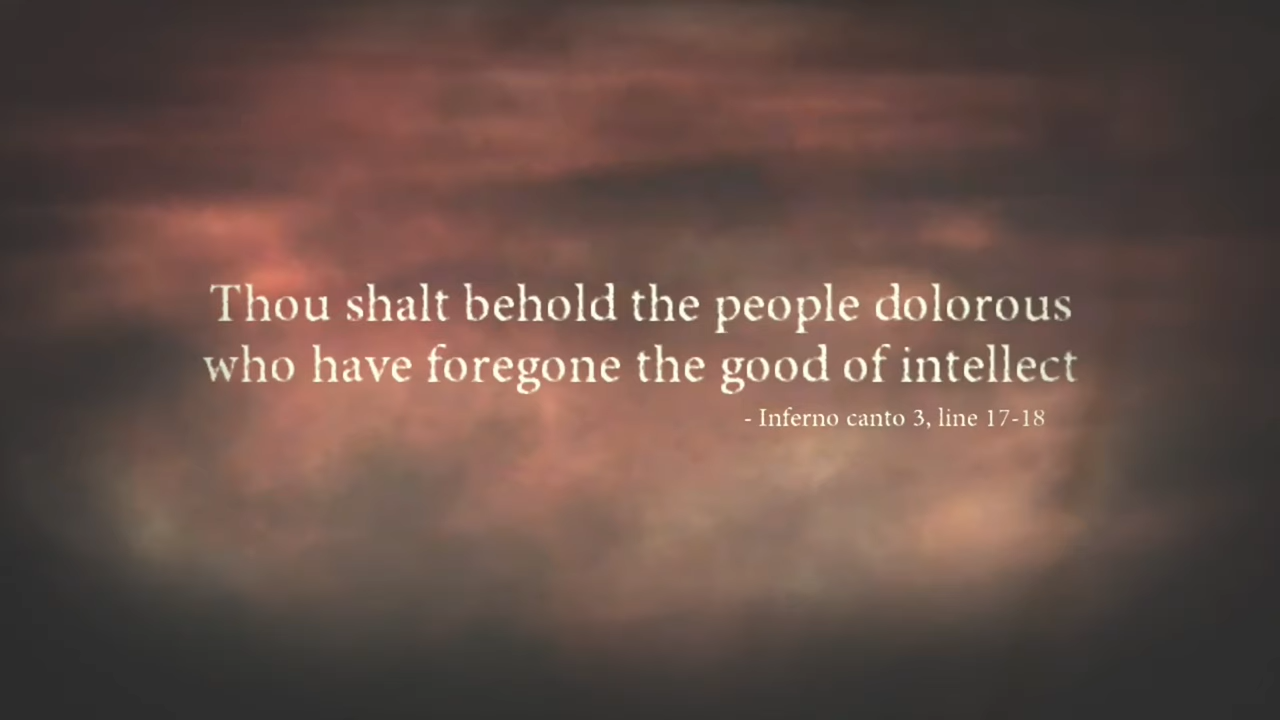 Thou shalt behold the people dolorous
who have foregone the good of intellect
- Inferno canto 3, line 17-18